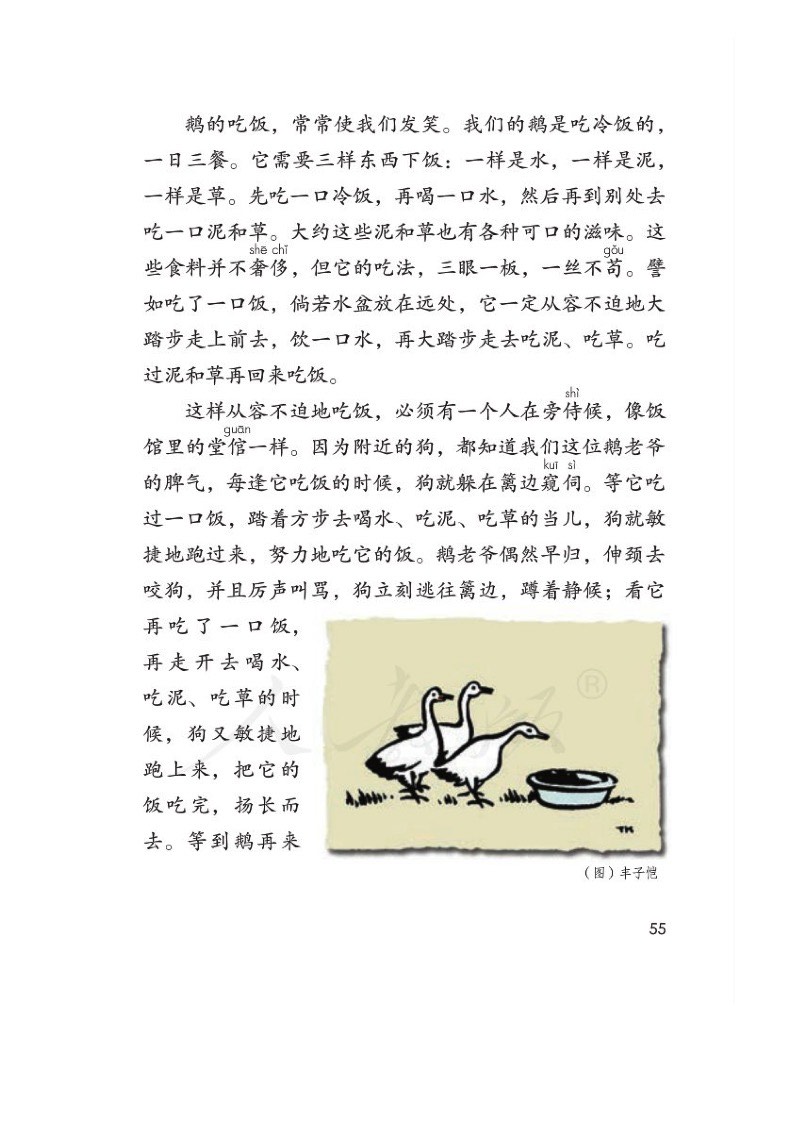 鹅的吃饭，常常使我们发笑。我们的鹅是吃冷饭的，
一日三餐。它需要三样东西下饭：一样是水，一样是泥，
一样是草。先吃一口冷饭，再喝一口水，然后再到别处去
吃一口泥和草。大约这些泥和草也有各种可口的滋味。这
shē chǐ gǒu
些食料并不奢侈，但它的吃法，三眼一板，一丝不苟。譬
如吃了一口饭，倘若水盆放在远处，它一定从容不迫地大
踏步走上前去，饮一口水，再大踏步走去吃泥、吃草。吃
过泥和草再回来吃饭。
shì
这样从容不迫地吃饭，必须有一个人在旁侍候，像饭
guān
馆里的堂倌一样。因为附近的狗，都知道我们这位鹅老爷
kuī sì
的脾气，每逢它吃饭的时候，狗就躲在篱边窥伺。等它吃
过一口饭，踏着方步去喝水、吃泥、吃草的当儿，狗就敏
捷地跑过来，努力地吃它的饭。鹅老爷偶然早归，伸颈去
咬狗，并且厉声叫骂，狗立刻逃往篱边，蹲着静候；看它
再吃了一口饭，
再走开去喝水、
吃泥、吃草的时
候，狗又敏捷地
跑上来，把它的
饭吃完，扬长而
去。等到鹅再来
人教版®
TK
（图）丰子恺
55